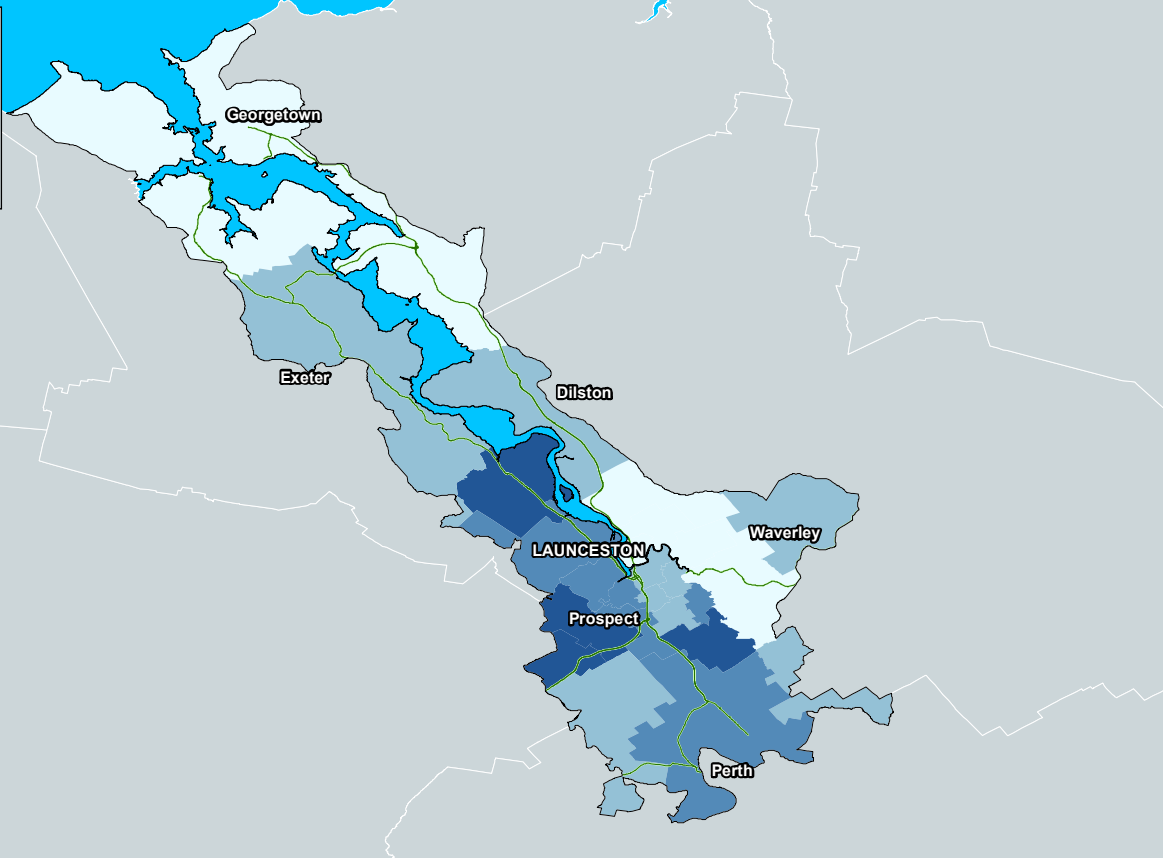 Georgetown
Exeter
Dilston
Waverley
LAUNCESTON
Prospect
Perth